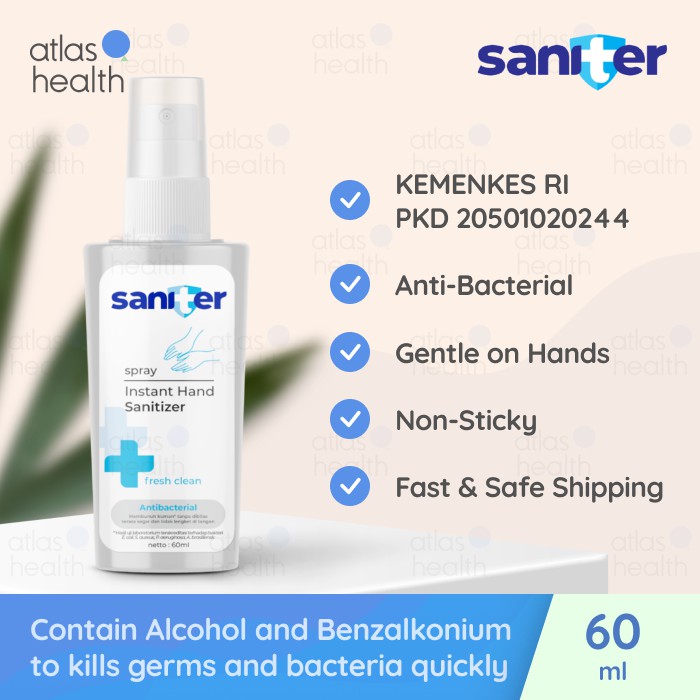 atlas
health
saniter
KEMENKES RI
PKD 20501020244
Anti-Bacterial
Gentle on Hands
Non-Sticky
Fast & Safe Shipping
saniter
spray
Instant Hand
Sanitizer
fresh clean
Antibacterial
netto : 60ml
Contain Alcohol and Benzalkonium
to kills germs and bacteria quickly
60
ml